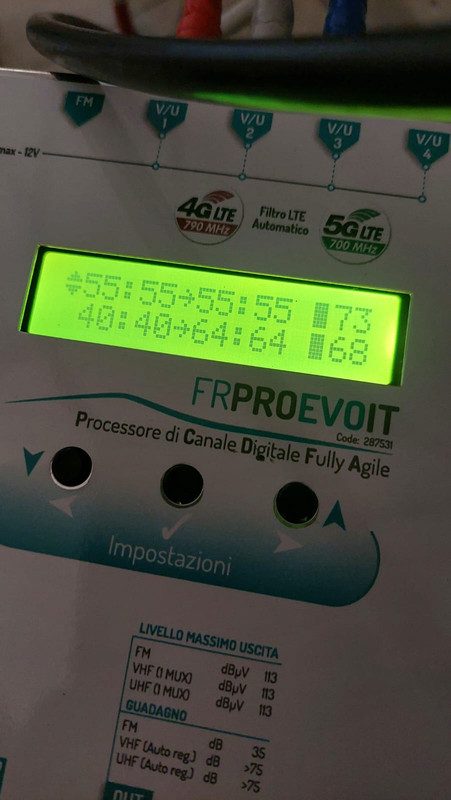 FM
V/U 1
V/U 2
V/U 3
V/U 4
max - 12V
4G LTE
790 MHz
Filtro LTE
Automatico
5G LTE
700 MHz
55:55→55:55 73
40:40→64:64 68
FRPROEVOIT
Code: 287531
Processore di Canale Digitale Fully Agile
Impostazioni
LIVELLO MASSIMO USCITA
FM dBµV 113
VHF (1 MUX) dBµV 113
UHF (1 MUX) dBµV 113
GUADAGNO
FM dB 35
VHF (Auto reg.) dB >75
UHF (Auto reg.) dB >75
OUT